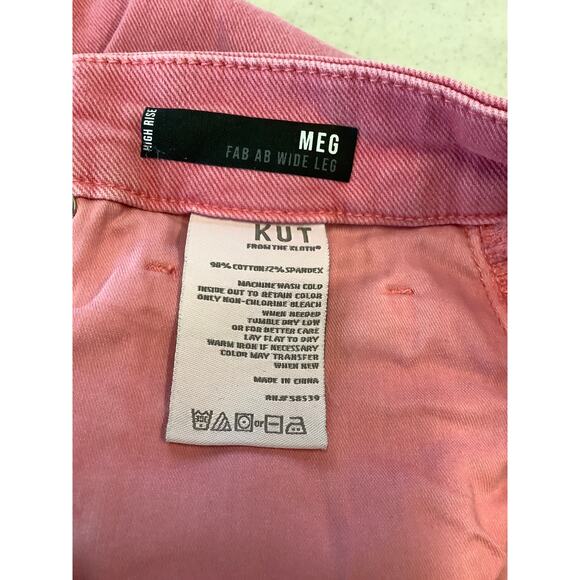 HIGH RISE
MEG
FAB AB WIDE LEG
KUT
FROM THE KLOTH®
98% COTTON/2% SPANDEX
MACHINE WASH COLD
INSIDE OUT TO RETAIN COLOR
ONLY NON-CHLORINE BLEACH
WHEN NEEDED
TUMBLE DRY LOW
OR FOR BETTER CARE
LAY FLAT TO DRY
WARM IRON IF NECESSARY
COLOR MAY TRANSFER
WHEN NEW
MADE IN CHINA
RN# 58539
or